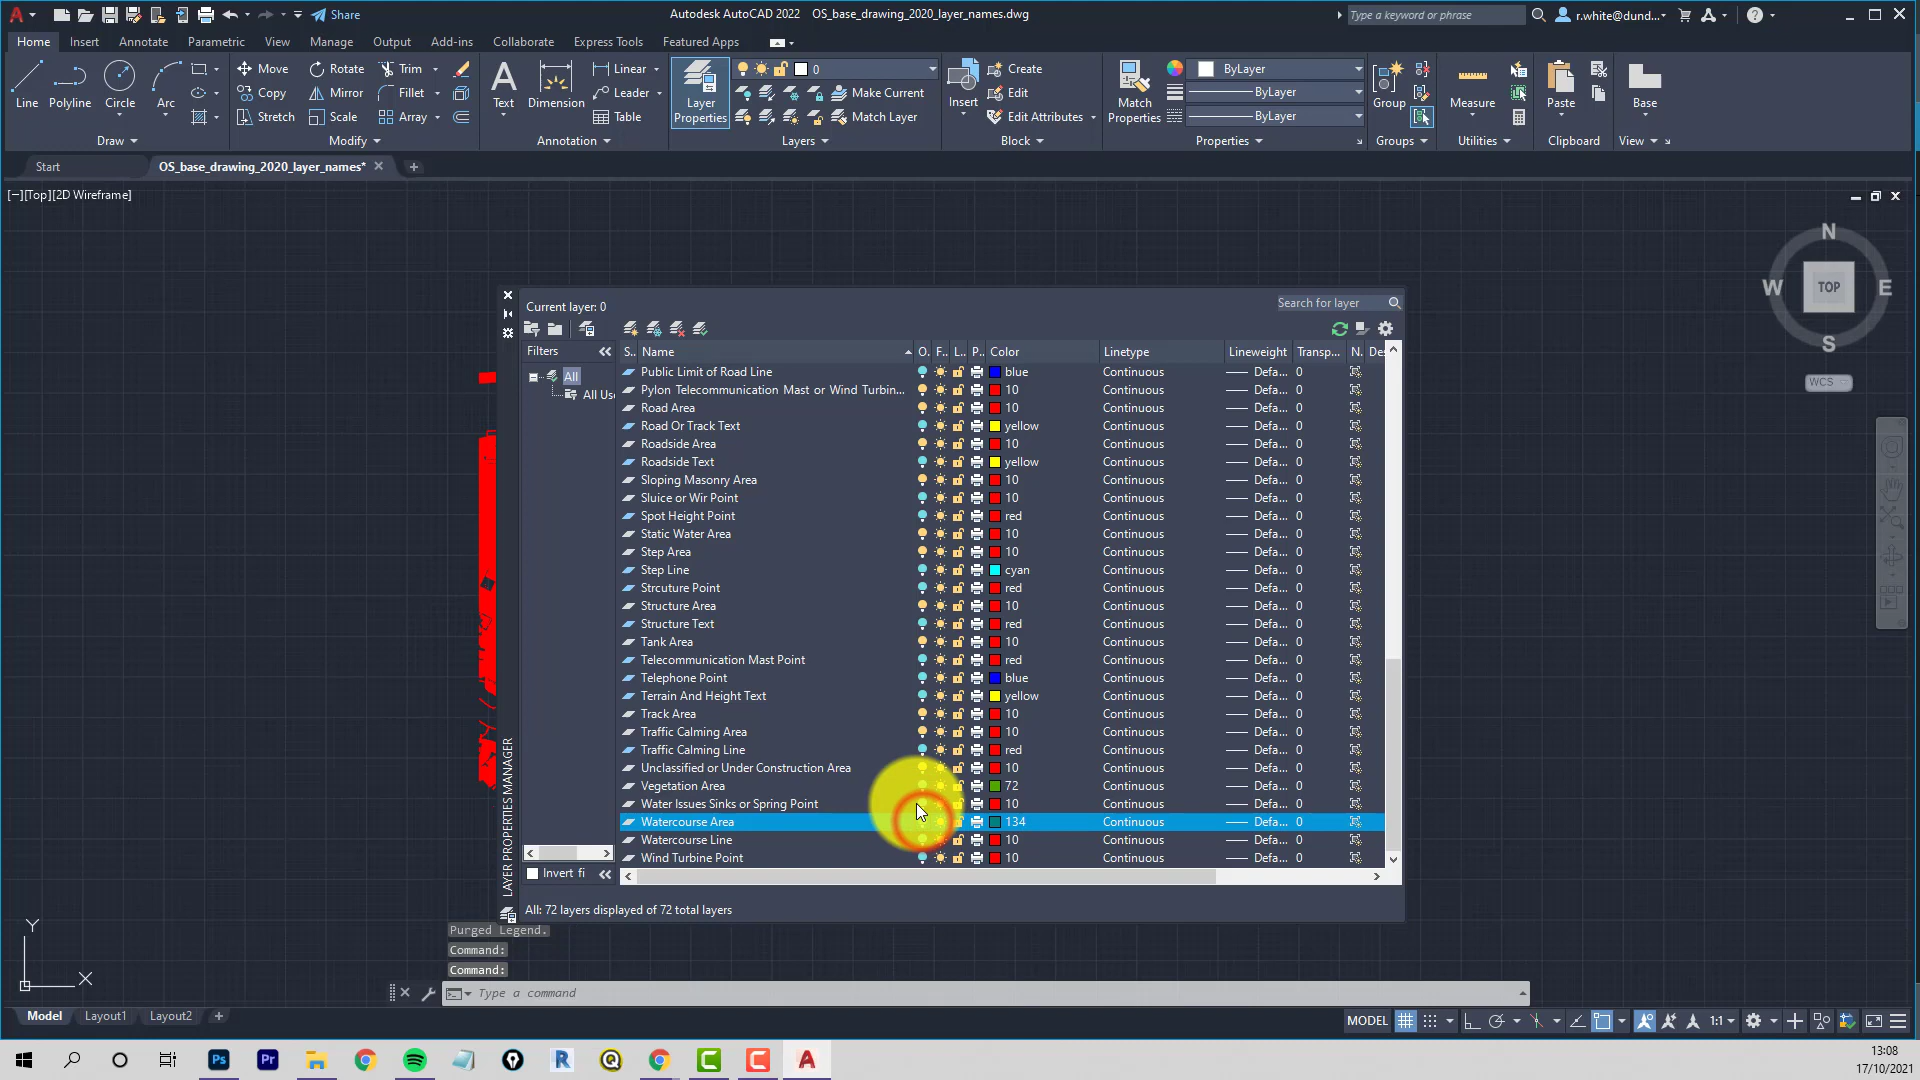 Share
Autodesk AutoCAD 2022 OS_base_drawing_2020_layer_names.dwg
Type a keyword or phrase
r.white@dund...
Home Insert Annotate Parametric View Manage Output Add-ins Collaborate Express Tools Featured Apps
Line Polyline Circle Arc
Move Rotate Trim
Copy Mirror Fillet
Stretch Scale Array
Text Dimension
Linear
Leader
Table
Layer Properties
0
Make Current
Match Layer
Insert
Create
Edit
Edit Attributes
Match Properties
ByLayer
ByLayer
ByLayer
Group Measure Paste Base
Draw Modify Annotation Layers Block Properties Groups Utilities Clipboard View
Start OS_base_drawing_2020_layer_names*
[−][Top][2D Wireframe]
N
W TOP E
S
WCS
Current layer: 0
Search for layer
Filters
All
All Use
Invert fi
LAYER PROPERTIES MANAGER
S.. Name O. F.. L.. P.. Color Linetype Lineweight Transp... N. Des
Public Limit of Road Line blue Continuous Defa... 0
Pylon Telecommunication Mast or Wind Turbin... 10 Continuous Defa... 0
Road Area 10 Continuous Defa... 0
Road Or Track Text yellow Continuous Defa... 0
Roadside Area 10 Continuous Defa... 0
Roadside Text yellow Continuous Defa... 0
Sloping Masonry Area 10 Continuous Defa... 0
Sluice or Wir Point 10 Continuous Defa... 0
Spot Height Point red Continuous Defa... 0
Static Water Area 10 Continuous Defa... 0
Step Area 10 Continuous Defa... 0
Step Line cyan Continuous Defa... 0
Strcuture Point red Continuous Defa... 0
Structure Area 10 Continuous Defa... 0
Structure Text red Continuous Defa... 0
Tank Area 10 Continuous Defa... 0
Telecommunication Mast Point red Continuous Defa... 0
Telephone Point blue Continuous Defa... 0
Terrain And Height Text yellow Continuous Defa... 0
Track Area 10 Continuous Defa... 0
Traffic Calming Area 10 Continuous Defa... 0
Traffic Calming Line red Continuous Defa... 0
Unclassified or Under Construction Area 10 Continuous Defa... 0
Vegetation Area 72 Continuous Defa... 0
Water Issues Sinks or Spring Point 10 Continuous Defa... 0
Watercourse Area 134 Continuous Defa... 0
Watercourse Line 10 Continuous Defa... 0
Wind Turbine Point 10 Continuous Defa... 0
All: 72 layers displayed of 72 total layers
Purged Legend.
Command:
Command:
Type a command
Y
X
Model Layout1 Layout2
MODEL 1:1
Ps Pr R
13:08
17/10/2021